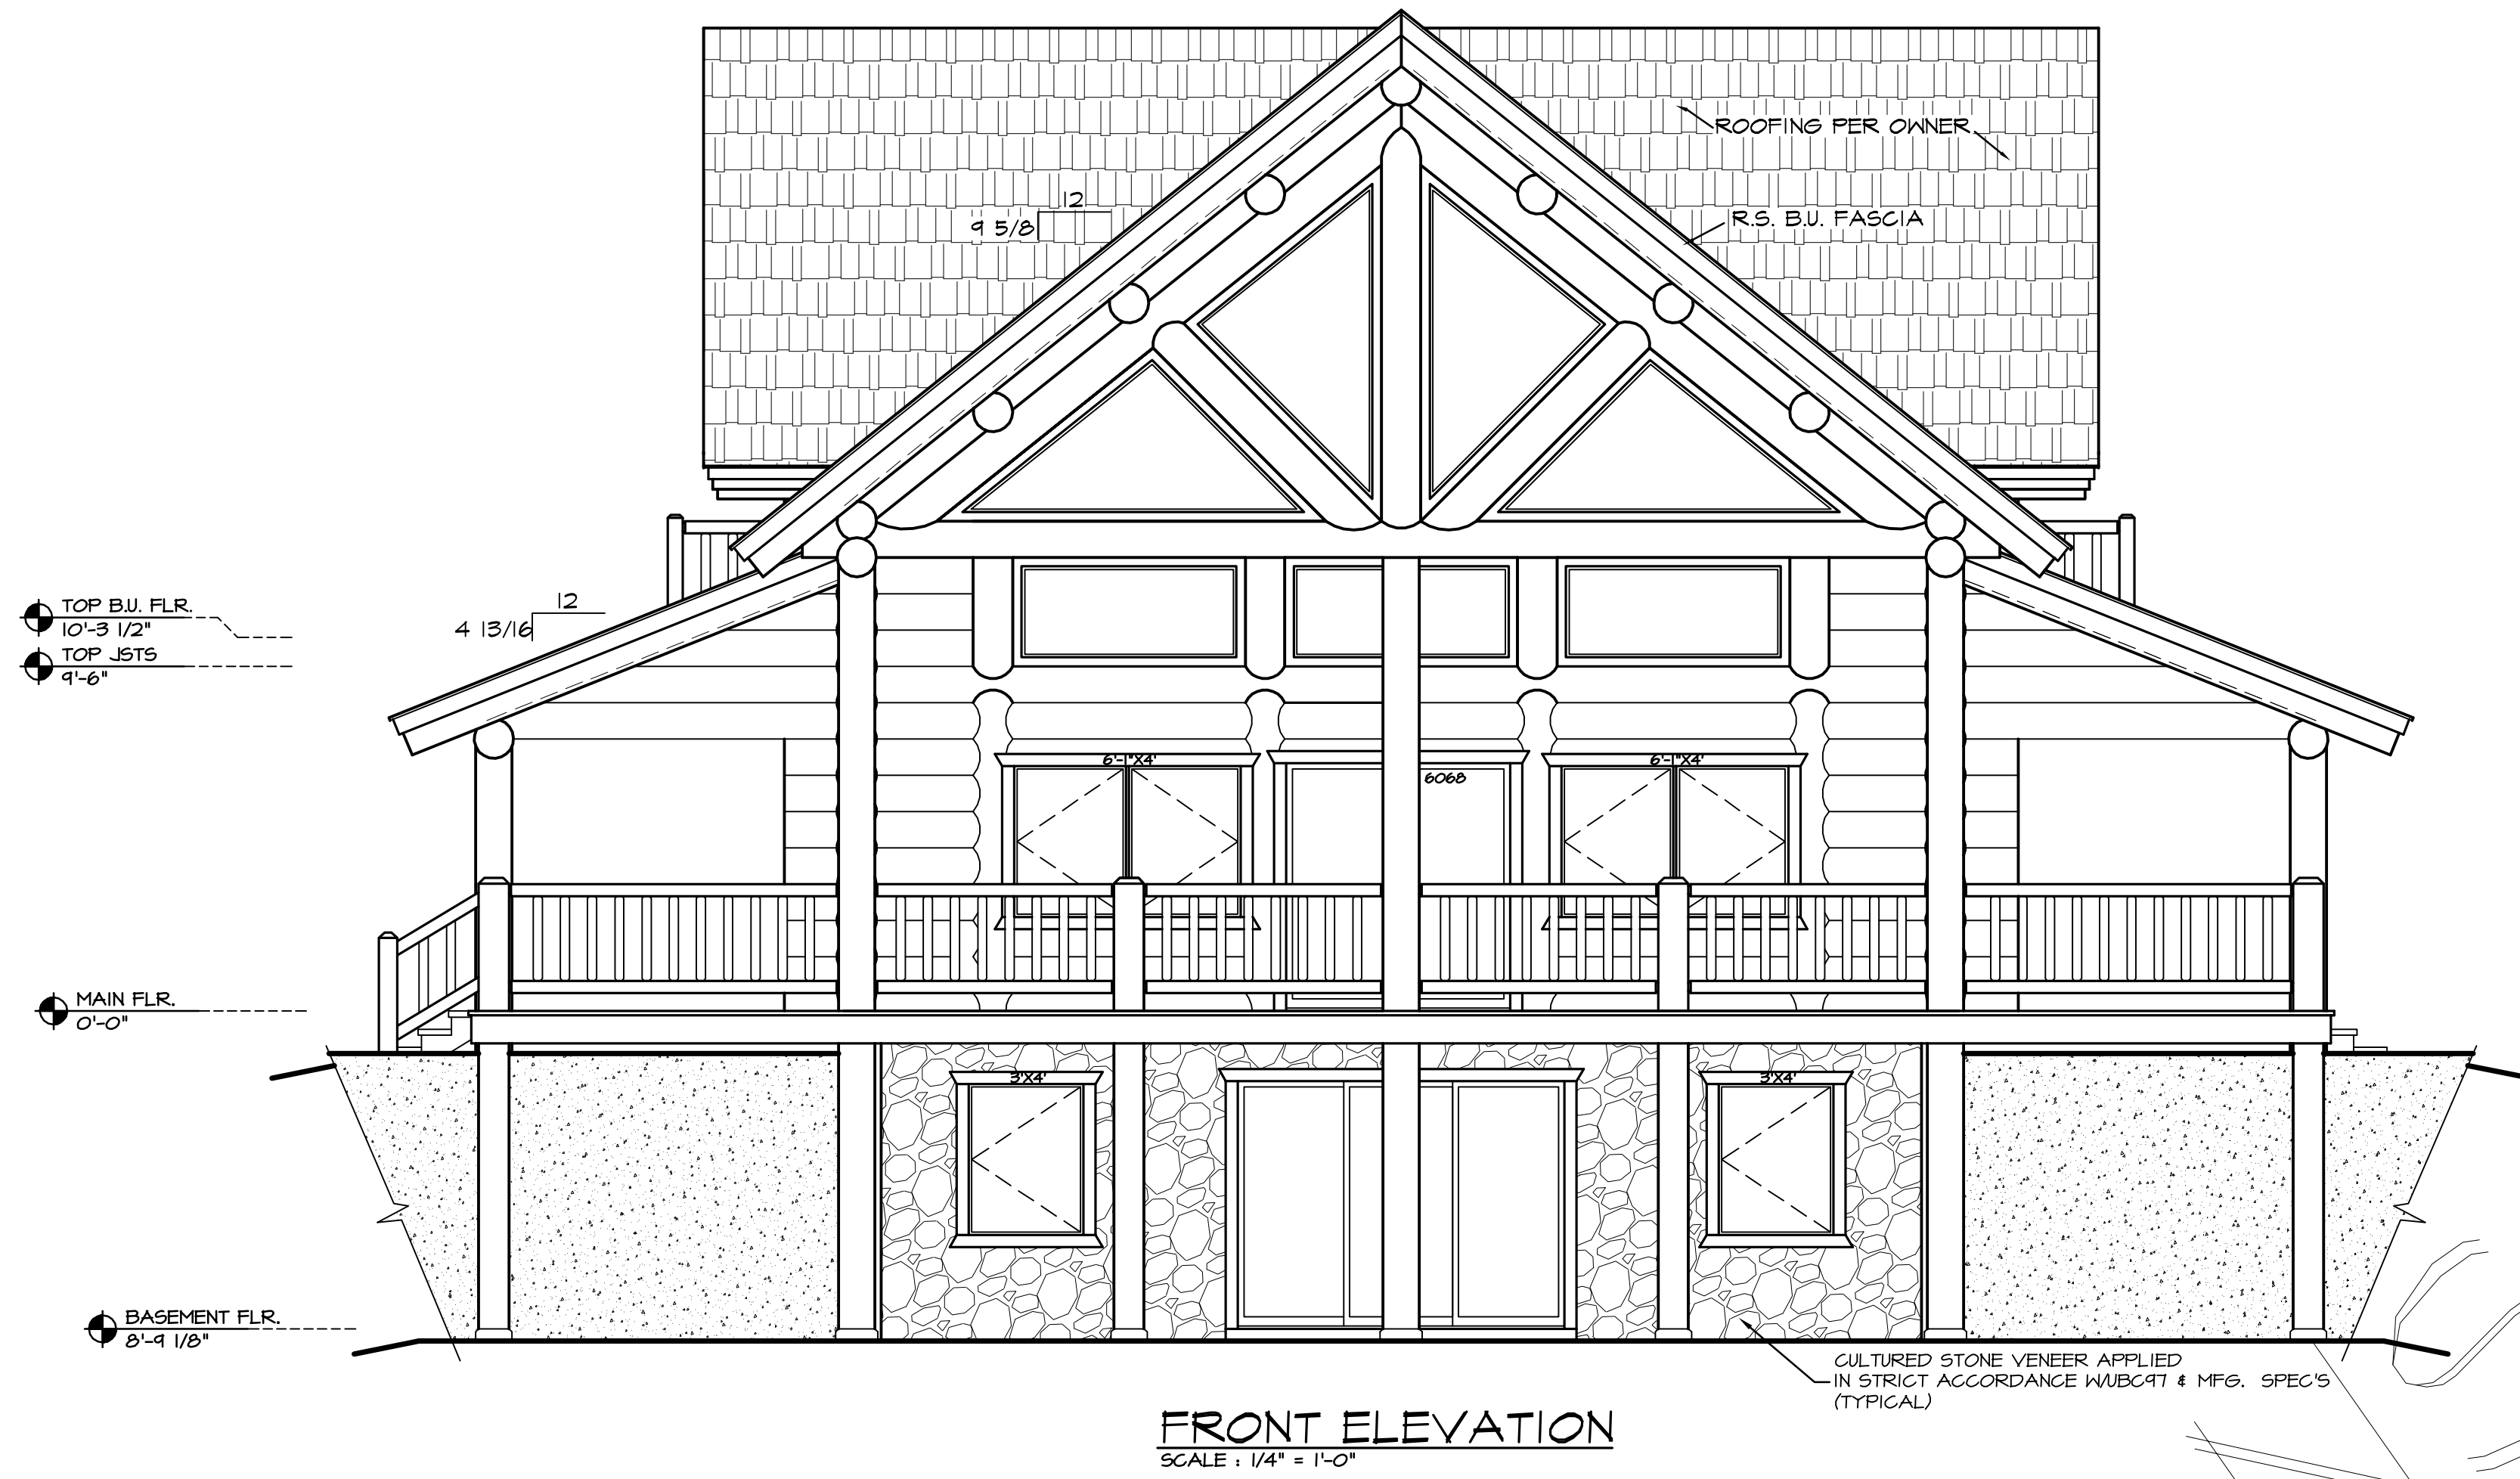 ROOFING PER OWNER
12
9 5/8
R.S. B.U. FASCIA
TOP B.U. FLR.
10'-3 1/2"
12
4 13/16
TOP JSTS
9'-6"
6'-1"X4'
6'-1"X4'
6068
MAIN FLR.
0'-0"
3'X4'
3'X4'
BASEMENT FLR.
8'-9 1/8"
CULTURED STONE VENEER APPLIED
IN STRICT ACCORDANCE W/UBC97 & MFG. SPEC'S
(TYPICAL)
FRONT ELEVATION
SCALE : 1/4" = 1'-0"